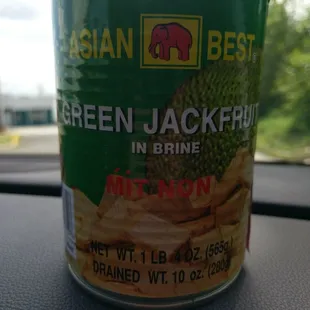 ASIAN BEST
GREEN JACKFRUIT
IN BRINE
MIT NON
NET WT. 1 LB 4 OZ. (565g.)
DRAINED WT. 10 oz. (280g.)